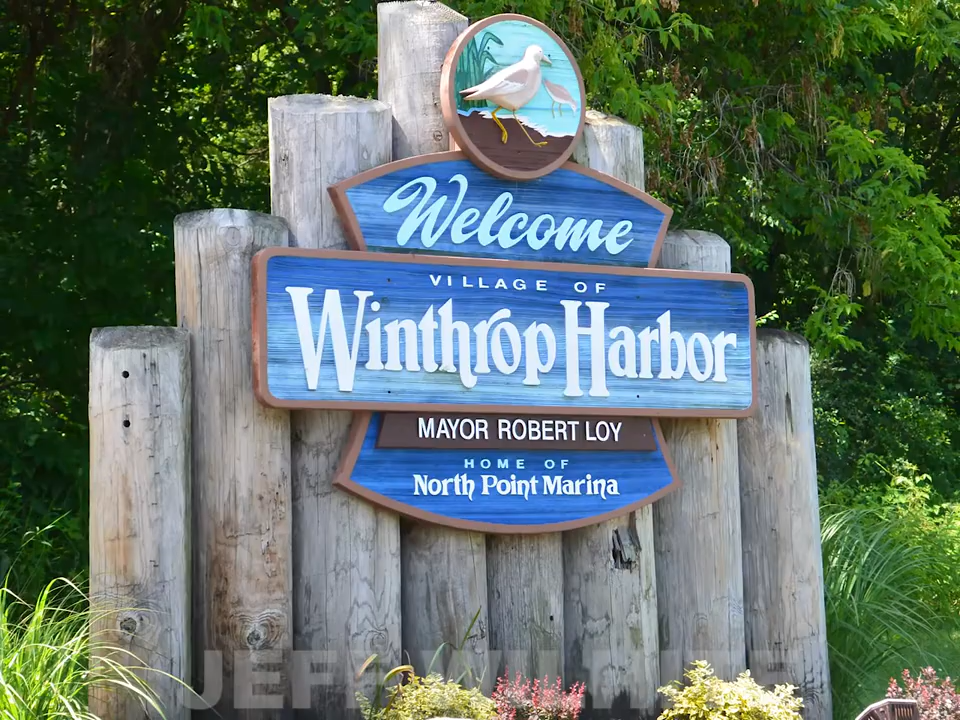 Welcome
VILLAGE OF
Winthrop Harbor
MAYOR ROBERT LOY
HOME OF
North Point Marina